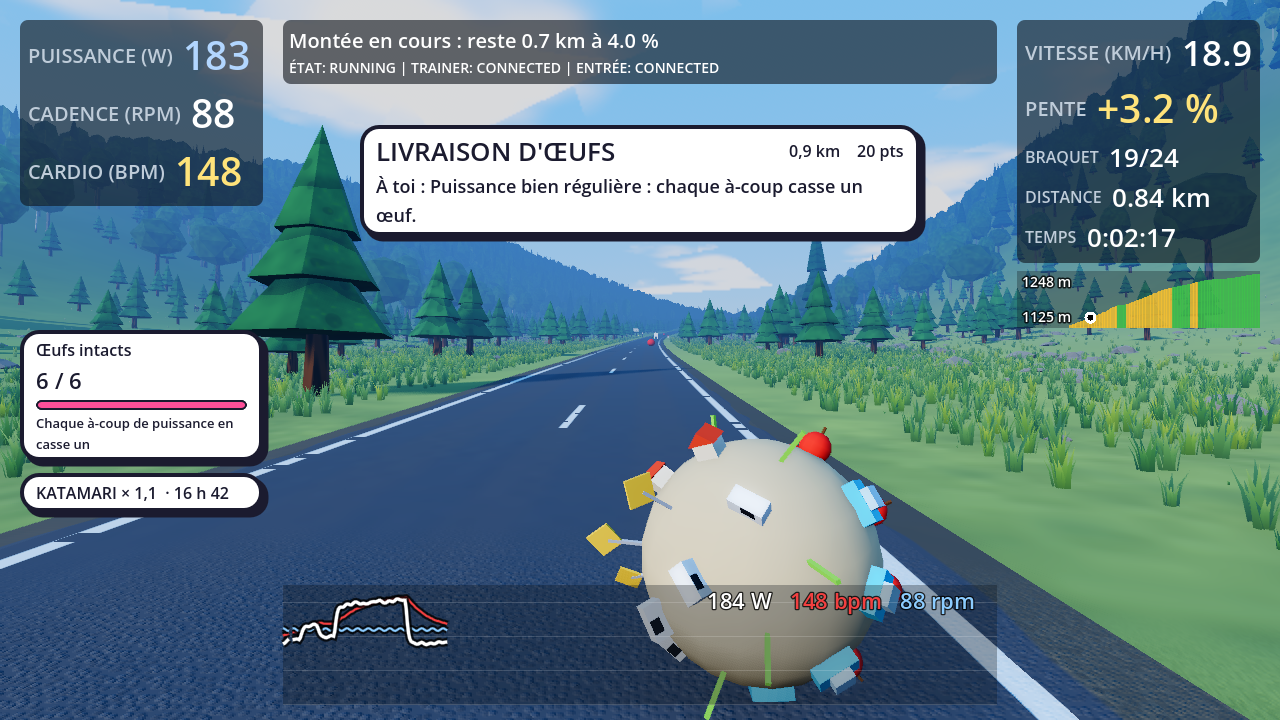 PUISSANCE (W) 183
CADENCE (RPM) 88
CARDIO (BPM) 148
Montée en cours : reste 0.7 km à 4.0 %
ÉTAT: RUNNING | TRAINER: CONNECTED | ENTRÉE: CONNECTED
VITESSE (KM/H) 18.9
PENTE +3.2 %
BRAQUET 19/24
DISTANCE 0.84 km
TEMPS 0:02:17
1248 m
1125 m
LIVRAISON D'ŒUFS 0,9 km 20 pts
À toi : Puissance bien régulière : chaque à-coup casse un
œuf.
Œufs intacts
6 / 6
Chaque à-coup de puissance en
casse un
KATAMARI × 1,1 · 16 h 42
184 W 148 bpm 88 rpm